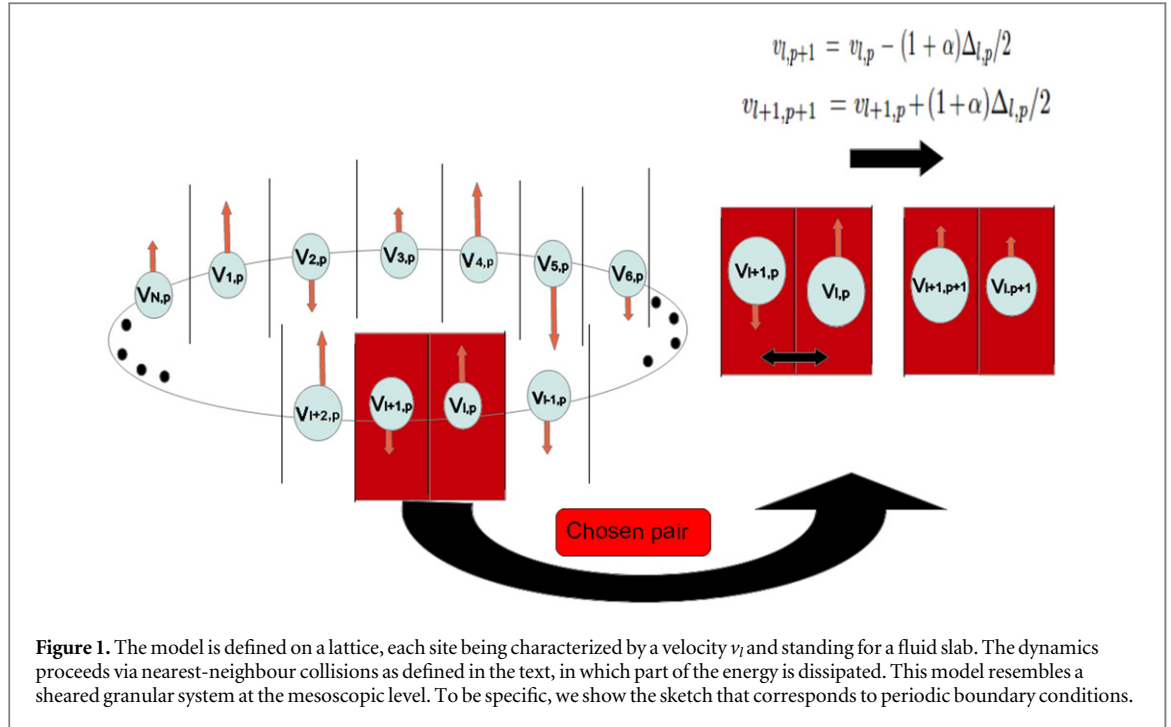 v_{l,p+1} = v_{l,p} − (1 + α)Δ_{l,p}/2
v_{l+1,p+1} = v_{l+1,p}+(1+α)Δ_{l,p}/2
V_{N,p}
V_{1,p}
V_{2,p}
V_{3,p}
V_{4,p}
V_{5,p}
V_{6,p}
V_{l+2,p}
V_{l+1,p}
V_{l,p}
V_{l-1,p}
V_{l+1,p}
V_{l,p}
V_{l+1,p+1}
V_{l,p+1}
Chosen pair
Figure 1. The model is defined on a lattice, each site being characterized by a velocity v_l and standing for a fluid slab. The dynamics
proceeds via nearest-neighbour collisions as defined in the text, in which part of the energy is dissipated. This model resembles a
sheared granular system at the mesoscopic level. To be specific, we show the sketch that corresponds to periodic boundary conditions.